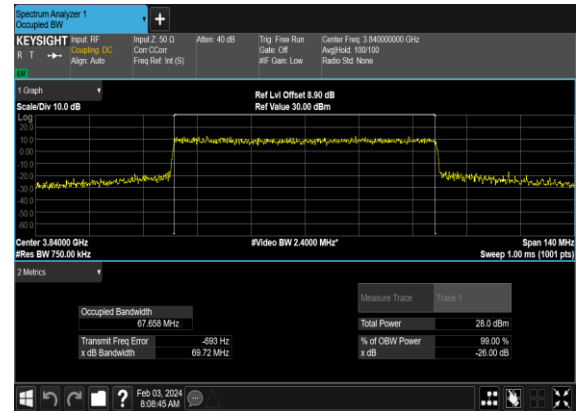 Spectrum Analyzer 1
Occupied BW
KEYSIGHT
R T
LXI
Input: RF
Coupling: DC
Align: Auto
Input Z: 50 Ω
Corr CCorr
Freq Ref: Int (S)
Atten: 40 dB
Trig: Free Run
Gate: Off
#IF Gain: Low
Center Freq: 3.840000000 GHz
Avg|Hold: 100/100
Radio Std: None
1 Graph
Scale/Div 10.0 dB
Ref Lvl Offset 8.90 dB
Ref Value 30.00 dBm
Log
20.0
10.0
0.00
-10.0
-20.0
-30.0
-40.0
-50.0
-60.0
Center 3.84000 GHz
#Res BW 750.00 kHz
#Video BW 2.4000 MHz*
Span 140 MHz
Sweep 1.00 ms (1001 pts)
2 Metrics
Measure Trace Trace 1
Occupied Bandwidth
67.658 MHz
Total Power 28.0 dBm
Transmit Freq Error -693 Hz
% of OBW Power 99.00 %
x dB Bandwidth 69.72 MHz
x dB -26.00 dB
Feb 03, 2024
8:08:45 AM